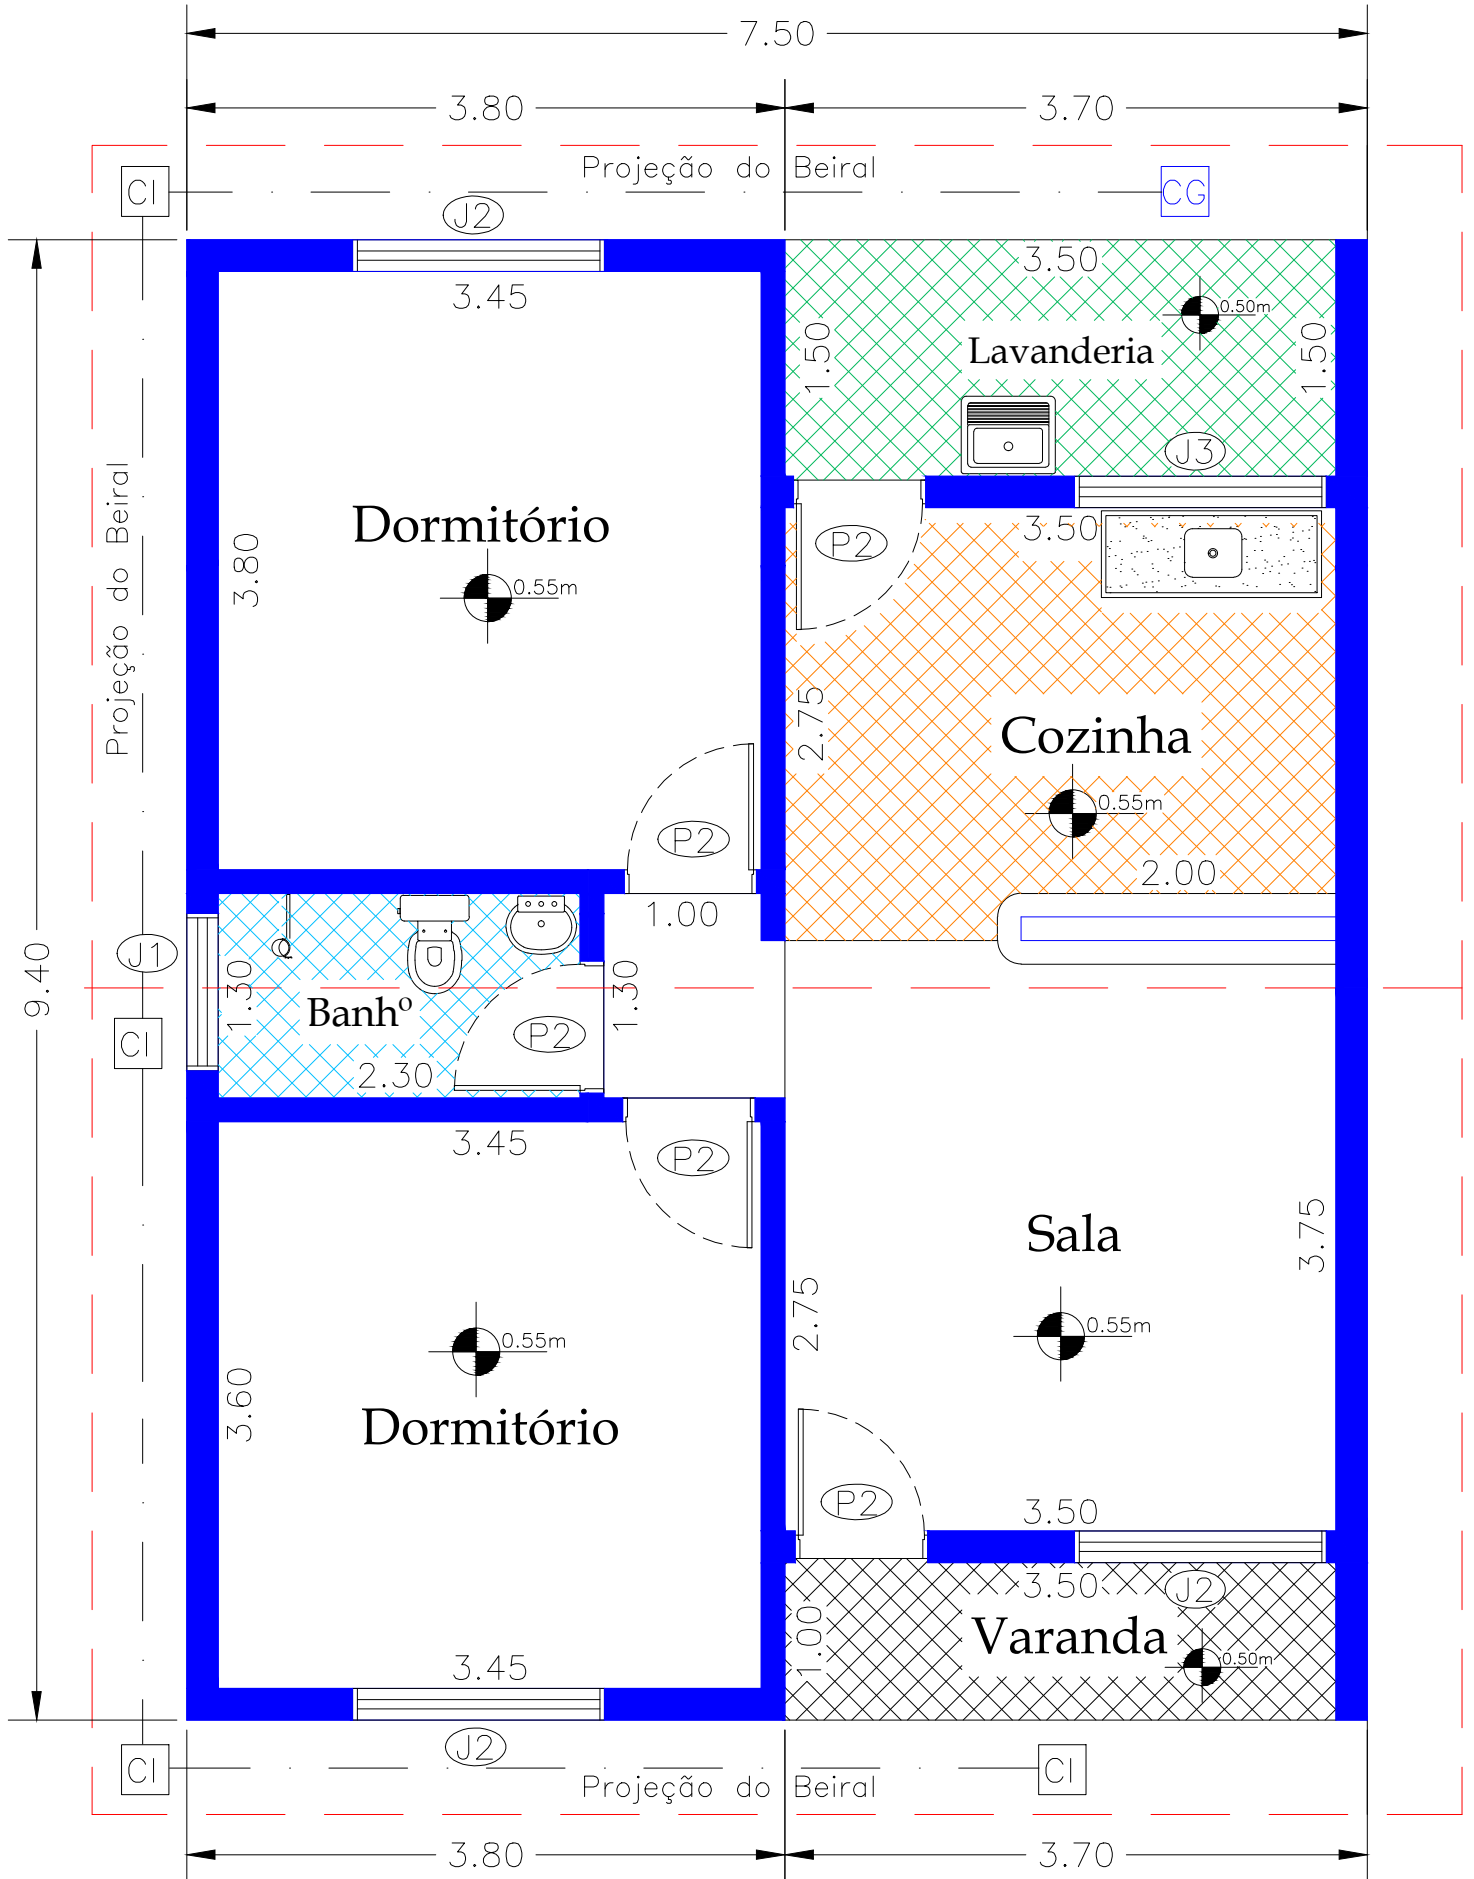 7.50
3.80
3.70
Projeção do Beiral
CI
CG
J2
3.45
3.50
0.50m
1.50
Lavanderia
1.50
J3
Projeção do Beiral
Dormitório
3.80
0.55m
3.50
P2
2.75
Cozinha
0.55m
P2
2.00
1.00
9.40
J1
1.30
Banhº
1.30
P2
CI
2.30
3.45
P2
Sala
3.75
2.75
0.55m
0.55m
3.60
Dormitório
P2
3.50
3.50
J2
1.00
Varanda
0.50m
3.45
J2
CI
CI
Projeção do Beiral
3.80
3.70